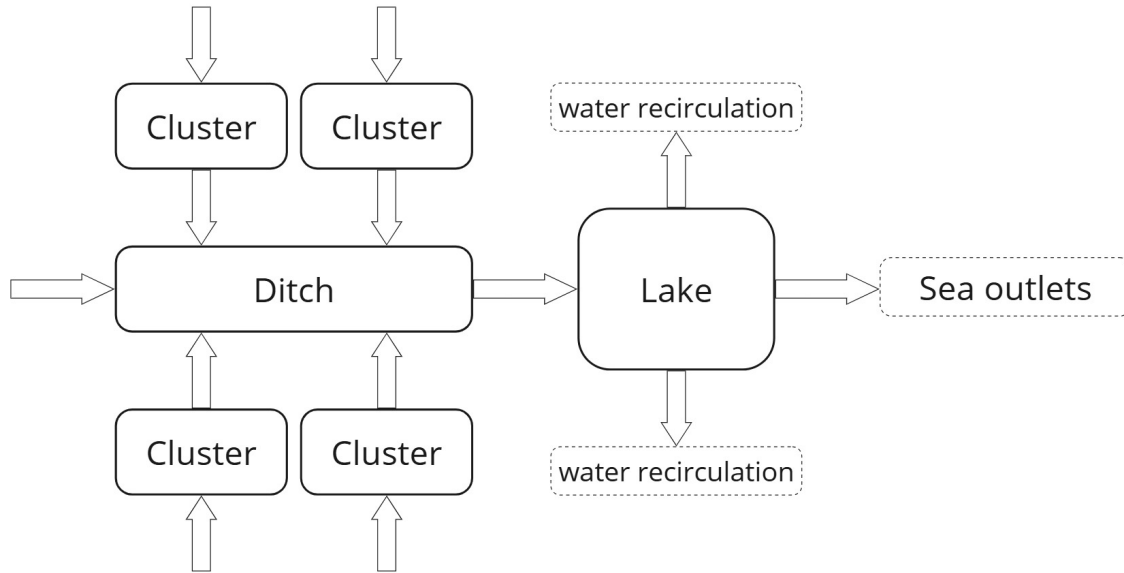 Cluster
Cluster
water recirculation
Ditch
Lake
Sea outlets
Cluster
Cluster
water recirculation